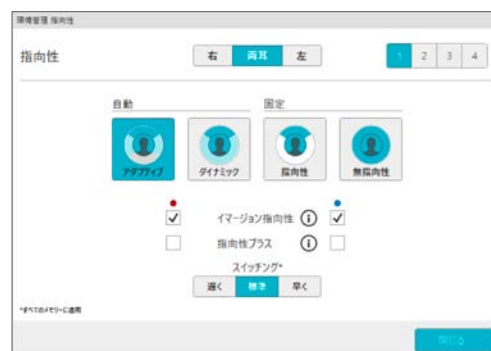 環境管理 指向性
指向性 右 両耳 左 1 2 3 4
自動 固定
アダプティブ ダイナミック 指向性 無指向性
イマージョン指向性
指向性プラス
スイッチング*
遅く 標準 早く
*すべてのメモリーに適用
閉じる